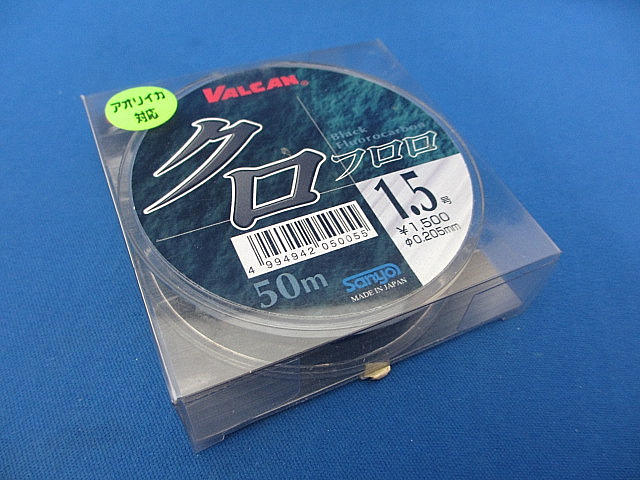 アオリイカ
対応
VALCAN®
Black
Fluorocarbon
クロ
フロロ
1.5号
¥1,500
Φ0.205mm
4 994942 050055
50m
sanyo
MADE IN JAPAN